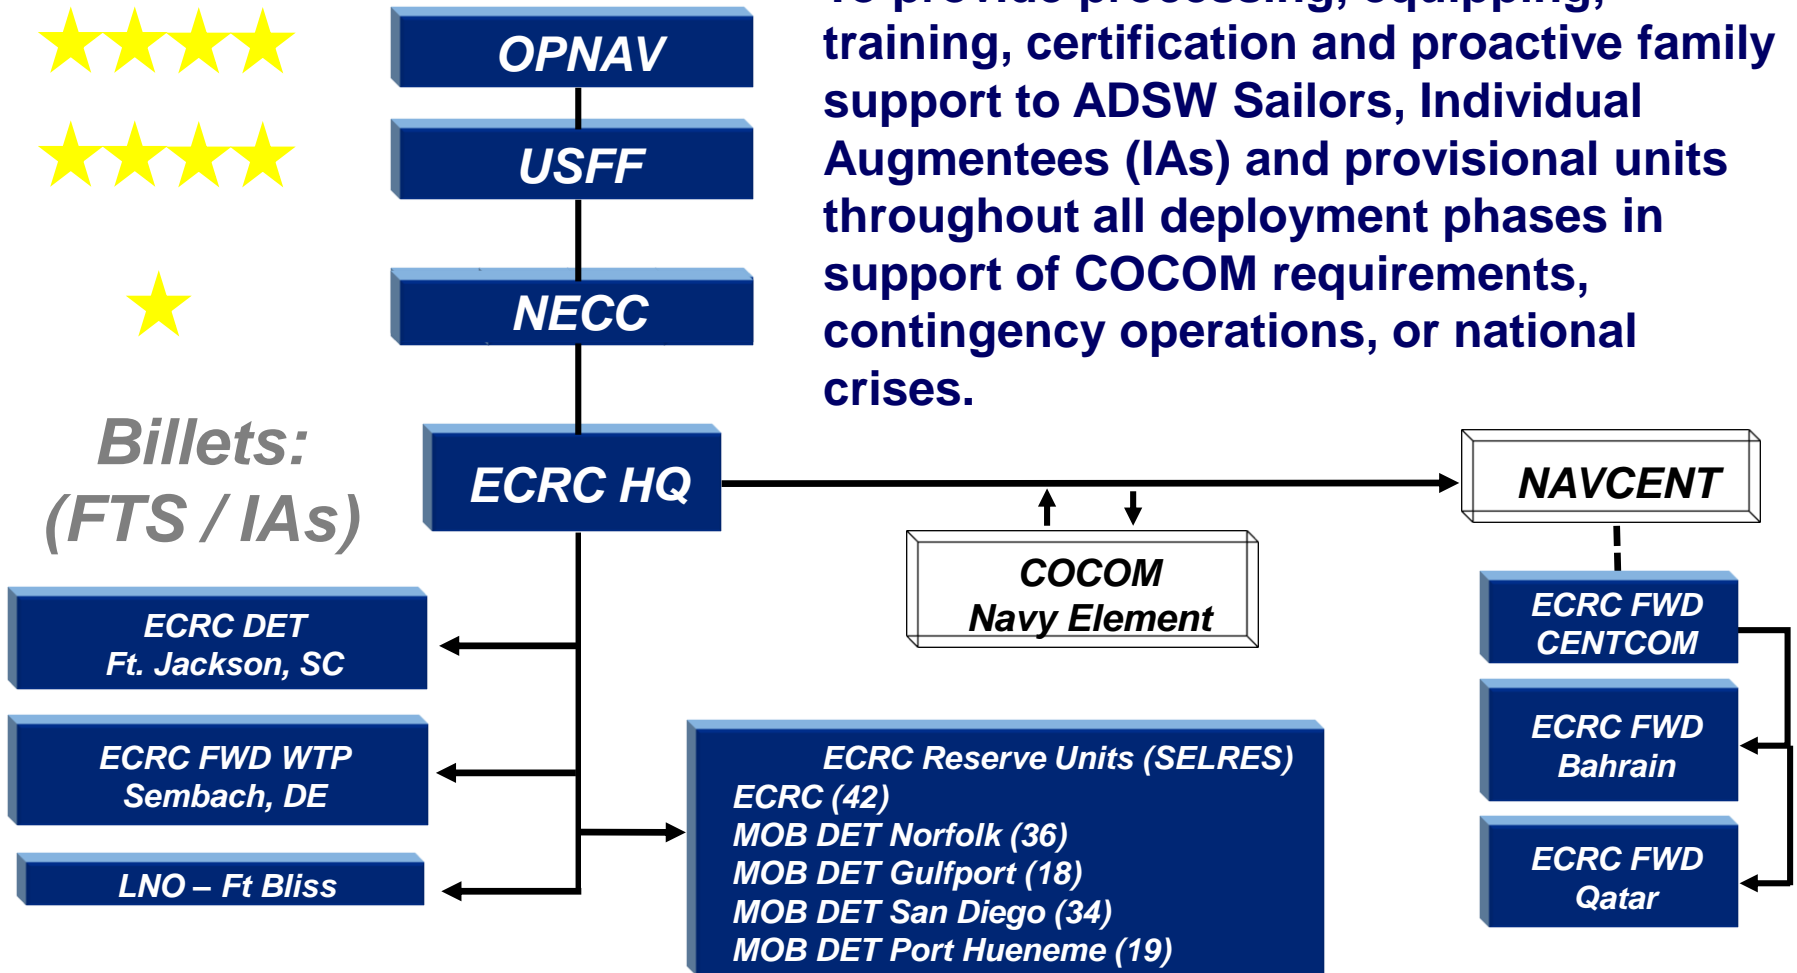 To provide processing, equipping,
training, certification and proactive family
support to ADSW Sailors, Individual
Augmentees (IAs) and provisional units
throughout all deployment phases in
support of COCOM requirements,
contingency operations, or national
crises.
OPNAV
USFF
NECC
Billets:
(FTS / IAs)
ECRC HQ
NAVCENT
COCOM
Navy Element
ECRC DET
Ft. Jackson, SC
ECRC FWD WTP
Sembach, DE
LNO – Ft Bliss
ECRC Reserve Units (SELRES)
ECRC (42)
MOB DET Norfolk (36)
MOB DET Gulfport (18)
MOB DET San Diego (34)
MOB DET Port Hueneme (19)
ECRC FWD
CENTCOM
ECRC FWD
Bahrain
ECRC FWD
Qatar